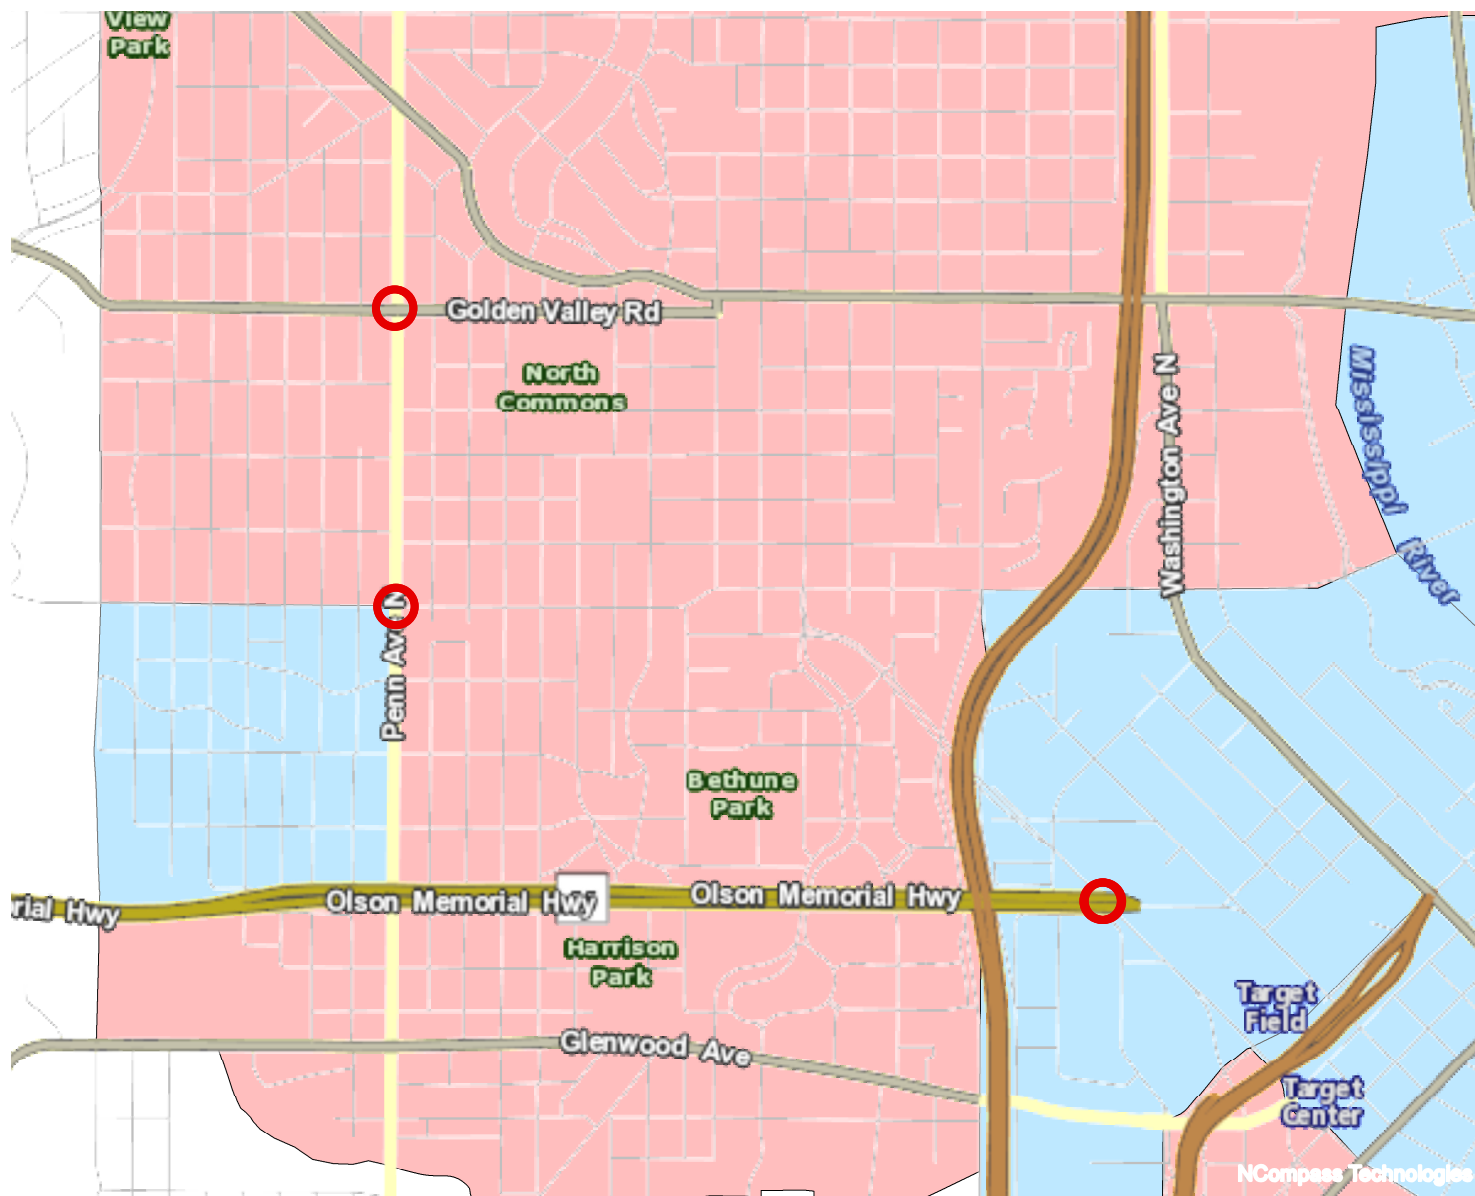 View
Park
Golden Valley Rd
North
Commons
Mississippi
River
Washington Ave N
Penn Ave N
Bethune
Park
Olson Memorial Hwy
Olson Memorial Hwy
rial Hwy
Harrison
Park
Target
Field
Glenwood Ave
Target
Center
NCompass Technologies